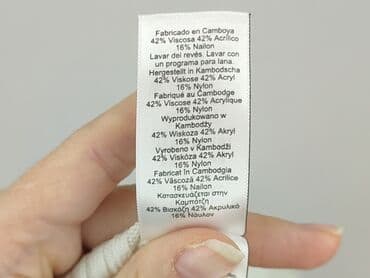 Fabricado en Camboya
42% Viscosa 42% Acrílico
16% Nailon
Lavar del revés. Lavar con
un programa para lana.
Hergestellt in Kambodscha
42% Viskose 42% Acryl
16% Nylon
Fabriqué au Cambodge
42% Viscose 42% Acrylique
16% Nylon
Wyprodukowano w
Kambodży
42% Wiskoza 42% Akryl
16% Nylon
Vyrobeno v Kambodži
42% Viskóza 42% Akryl
16% Nylon
Fabricat în Cambodgia
42% Vâscoză 42% Acrilice
16% Nailon
Κατασκευάζεται στην
Καμπότζη
42% Βισκόζη 42% Ακρυλικό
16% Νάυλον